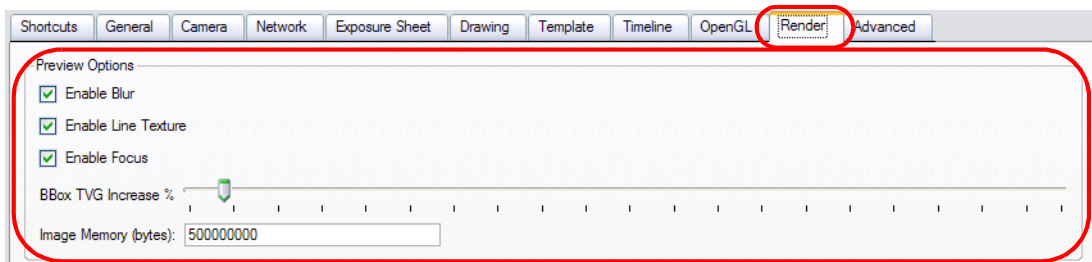 Shortcuts General Camera Network Exposure Sheet Drawing Template Timeline OpenGL Render Advanced
Preview Options
Enable Blur
Enable Line Texture
Enable Focus
BBox TVG Increase %
Image Memory (bytes): 500000000